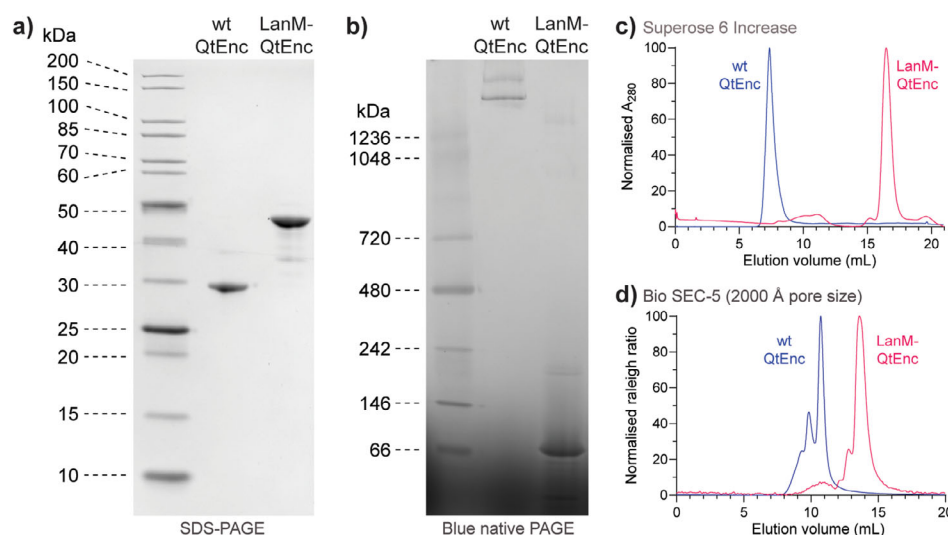 a)
kDa
wt
QtEnc
LanM-
QtEnc
200
150
100
85
70
60
50
40
30
25
20
15
10
SDS-PAGE
b)
wt
QtEnc
LanM-
QtEnc
kDa
1236
1048
720
480
242
146
66
Blue native PAGE
c) Superose 6 Increase
Normalised A280
100
80
60
40
20
0
wt
QtEnc
LanM-
QtEnc
0 5 10 15 20
Elution volume (mL)
d) Bio SEC-5 (2000 Å pore size)
Normalised raleigh ratio
100
80
60
40
20
0
wt
QtEnc
LanM-
QtEnc
0 5 10 15 20
Elution volume (mL)